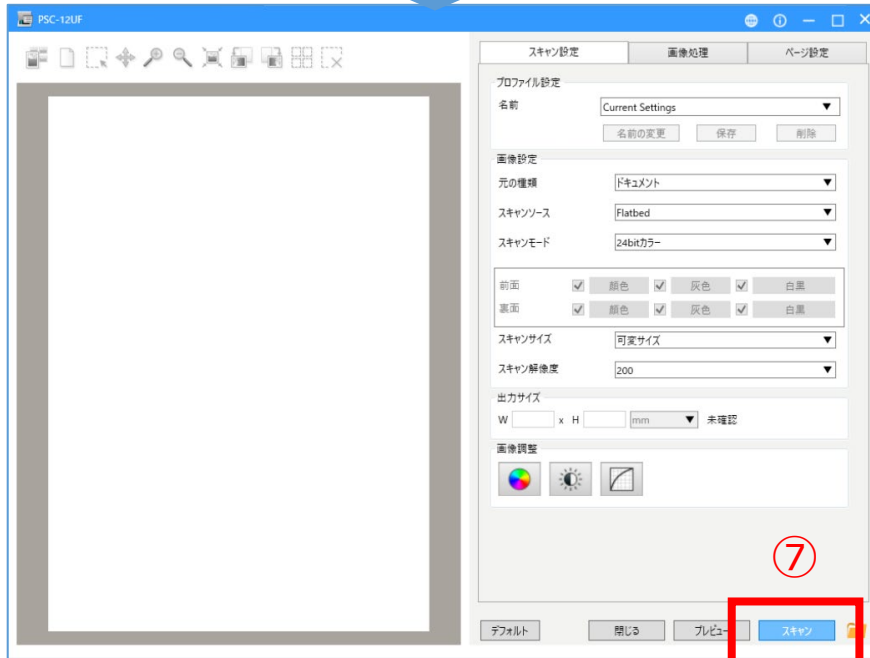 PSC-12UF
スキャン設定 画像処理 ページ設定
プロファイル設定
名前 Current Settings
名前の変更 保存 削除
画像設定
元の種類 ドキュメント
スキャンソース Flatbed
スキャンモード 24bitカラー
前面 顔色 灰色 白黒
裏面 顔色 灰色 白黒
スキャンサイズ 可変サイズ
スキャン解像度 200
出力サイズ
W x H mm 未確認
画像調整
⑦
デフォルト 閉じる プレビュー スキャン